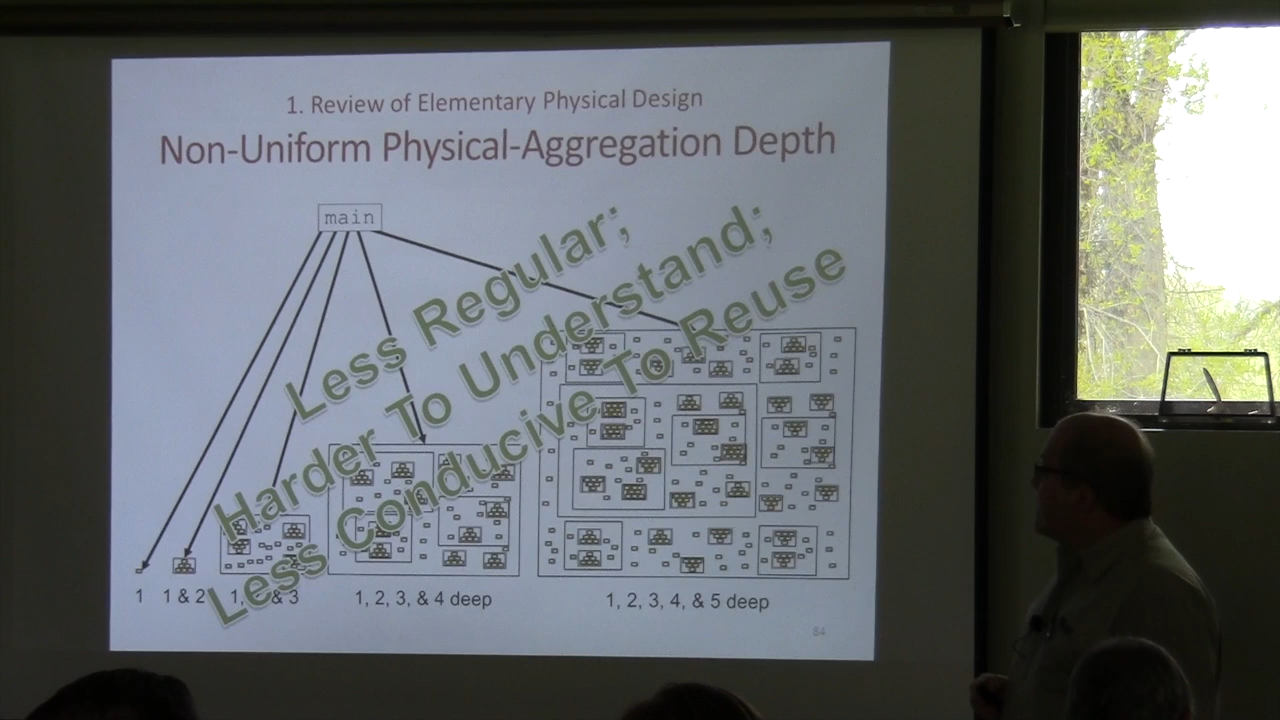 1. Review of Elementary Physical Design
Non-Uniform Physical-Aggregation Depth
main
Less Regular;
Harder To Understand;
Less Conducive To Reuse
1
1 & 2
1, 2 & 3
1, 2, 3, & 4 deep
1, 2, 3, 4, & 5 deep
84